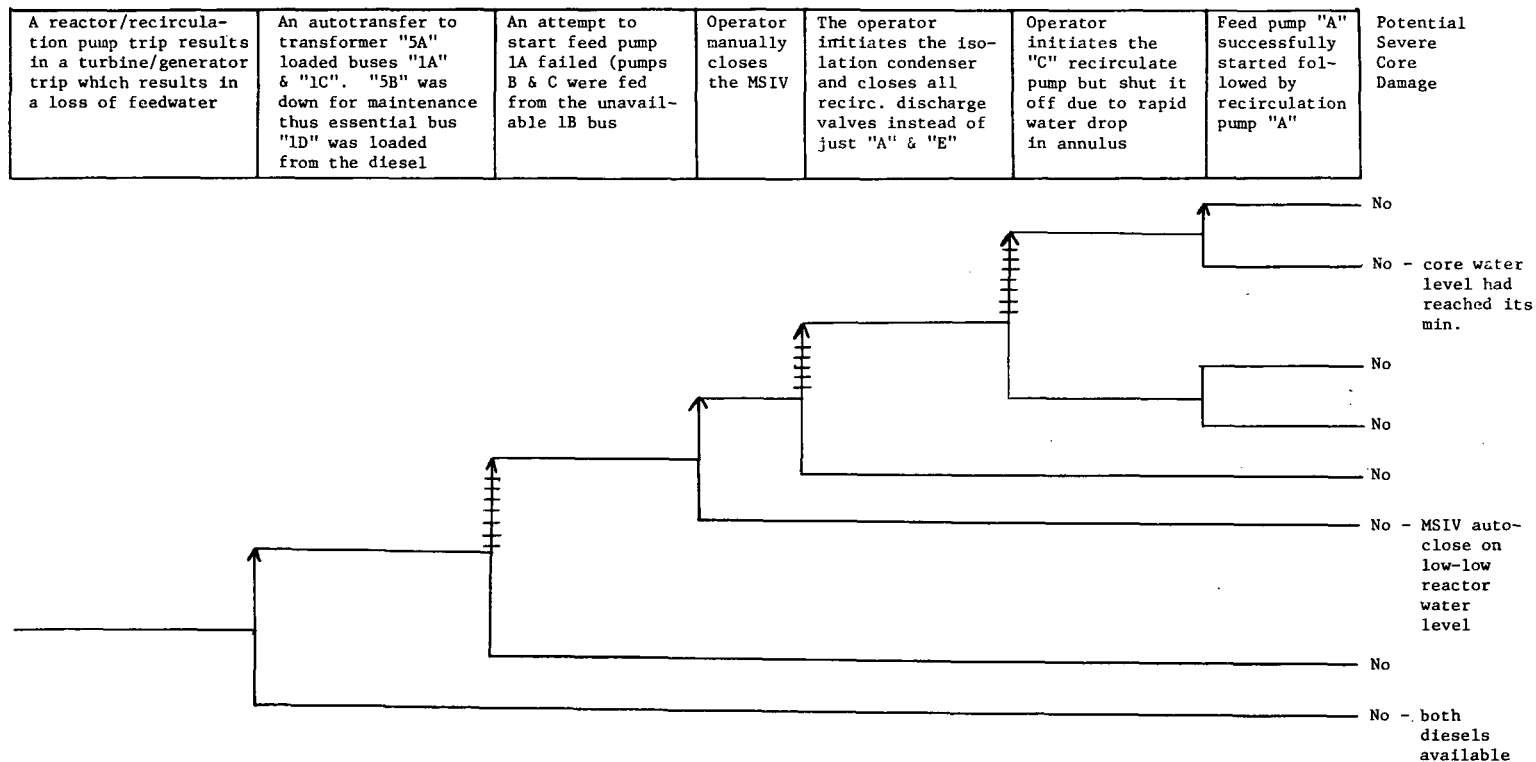 A reactor/recircula-
tion pump trip results
in a turbine/generator
trip which results in
a loss of feedwater
An autotransfer to
transformer "5A"
loaded buses "1A"
& "1C". "5B" was
down for maintenance
thus essential bus
"1D" was loaded
from the diesel
An attempt to
start feed pump
1A failed (pumps
B & C were fed
from the unavail-
able 1B bus
Operator
manually
closes
the MSIV
The operator
initiates the iso-
lation condenser
and closes all
recirc. discharge
valves instead of
just "A" & "E"
Operator
initiates the
"C" recirculate
pump but shut it
off due to rapid
water drop
in annulus
Feed pump "A"
successfully
started fol-
lowed by
recirculation
pump "A"
Potential
Severe
Core
Damage
No
No - core water
level had
reached its
min.
No
No
No
No - MSIV auto-
close on
low-low
reactor
water
level
No
No - both
diesels
available